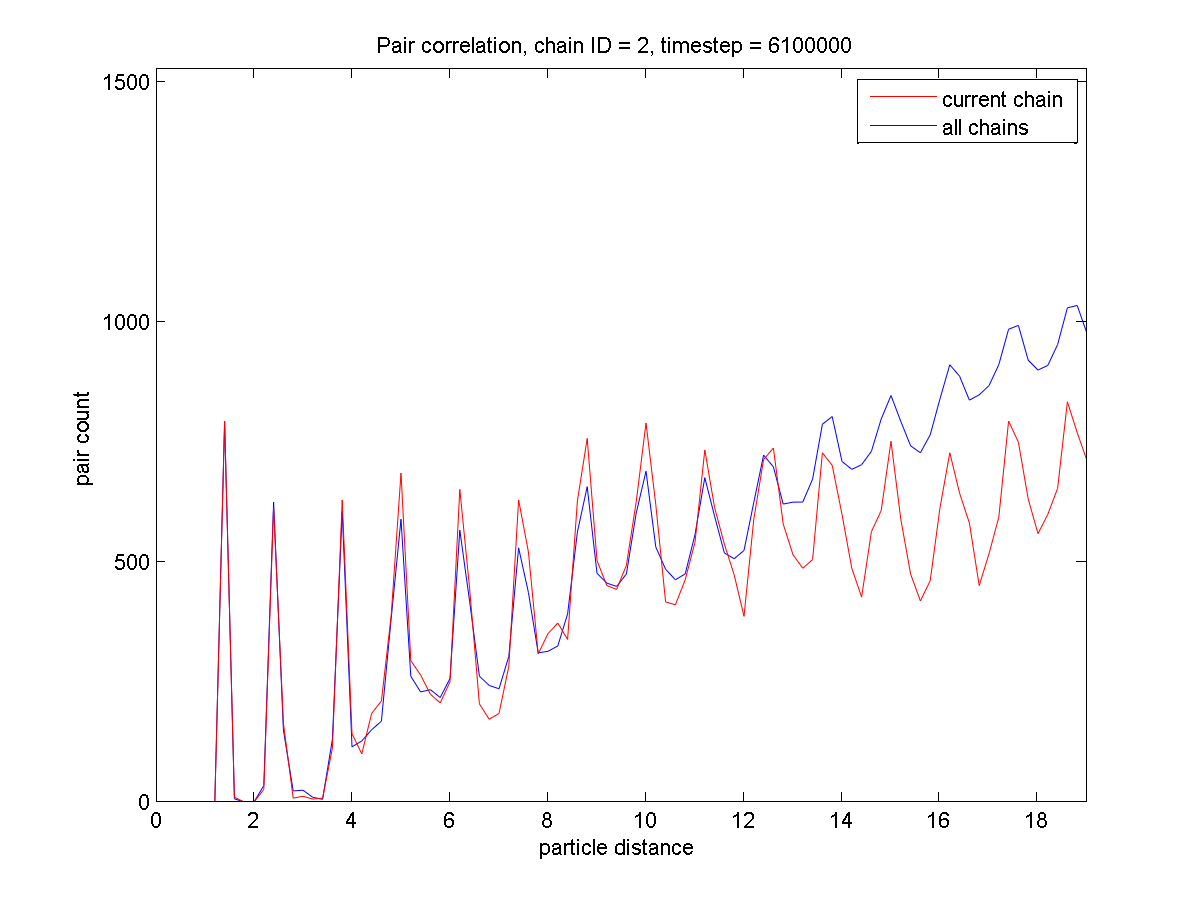 Pair correlation, chain ID = 2, timestep = 6100000
1500
current chain
all chains
1000
pair count
500
0
0 2 4 6 8 10 12 14 16 18
particle distance